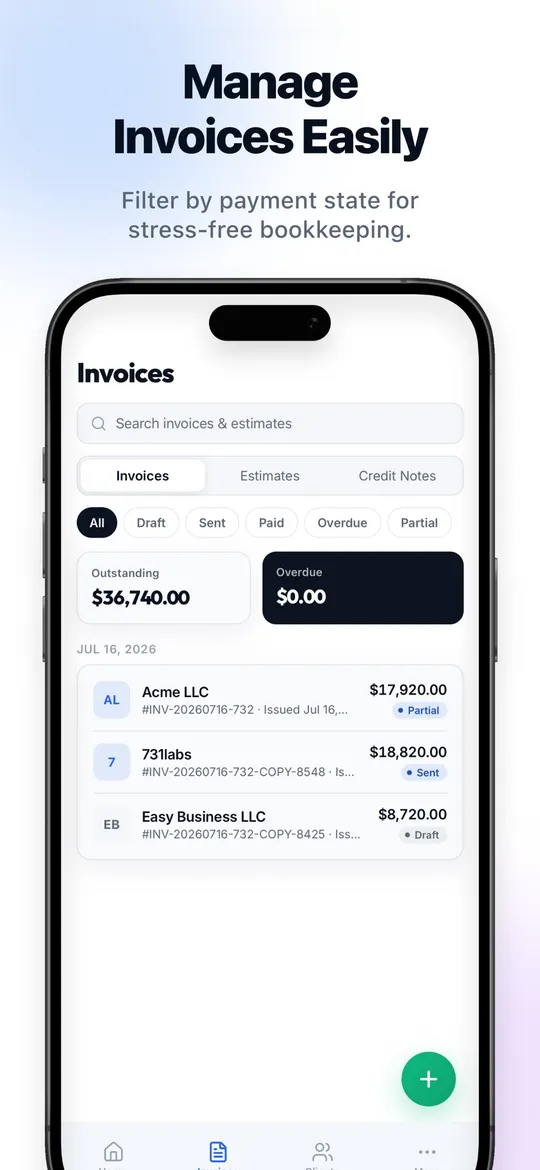 Manage
Invoices Easily
Filter by payment state for
stress-free bookkeeping.
Invoices
Search invoices & estimates
Invoices Estimates Credit Notes
All Draft Sent Paid Overdue Partial
Outstanding
$36,740.00
Overdue
$0.00
JUL 16, 2026
AL
Acme LLC
#INV-20260716-732 · Issued Jul 16,...
$17,920.00
Partial
7
731labs
#INV-20260716-732-COPY-8548 · Is...
$18,820.00
Sent
EB
Easy Business LLC
#INV-20260716-732-COPY-8425 · Iss...
$8,720.00
Draft